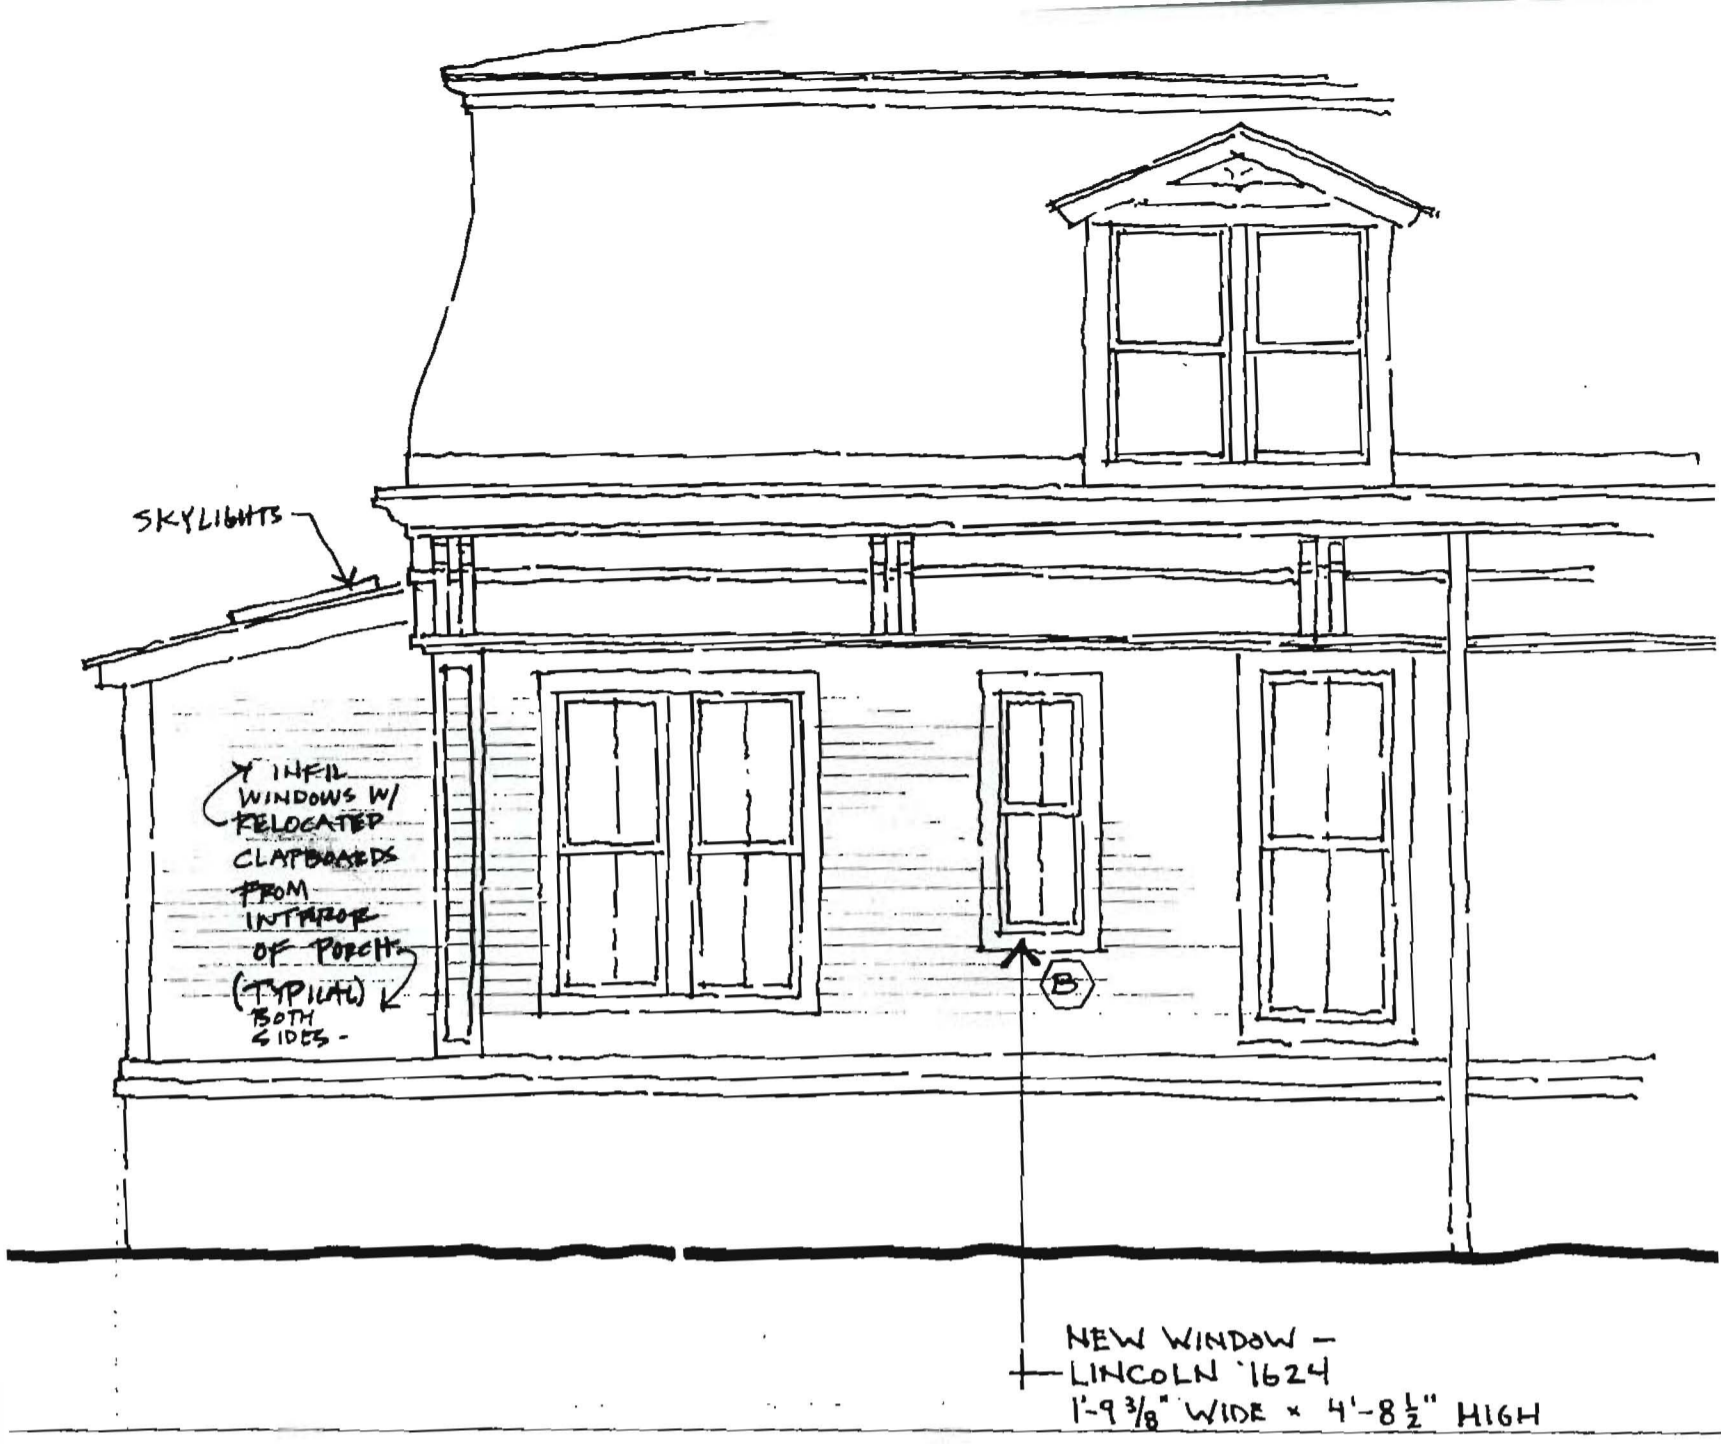 SKYLIGHTS
INFIL
WINDOWS W/
RELOCATED
CLAPBOARDS
FROM
INTERIOR
OF PORCH
(TYPICAL)
BOTH
SIDES -
B
NEW WINDOW -
LINCOLN 1624
1'-9 3/8" WIDE × 4'-8 1/2" HIGH